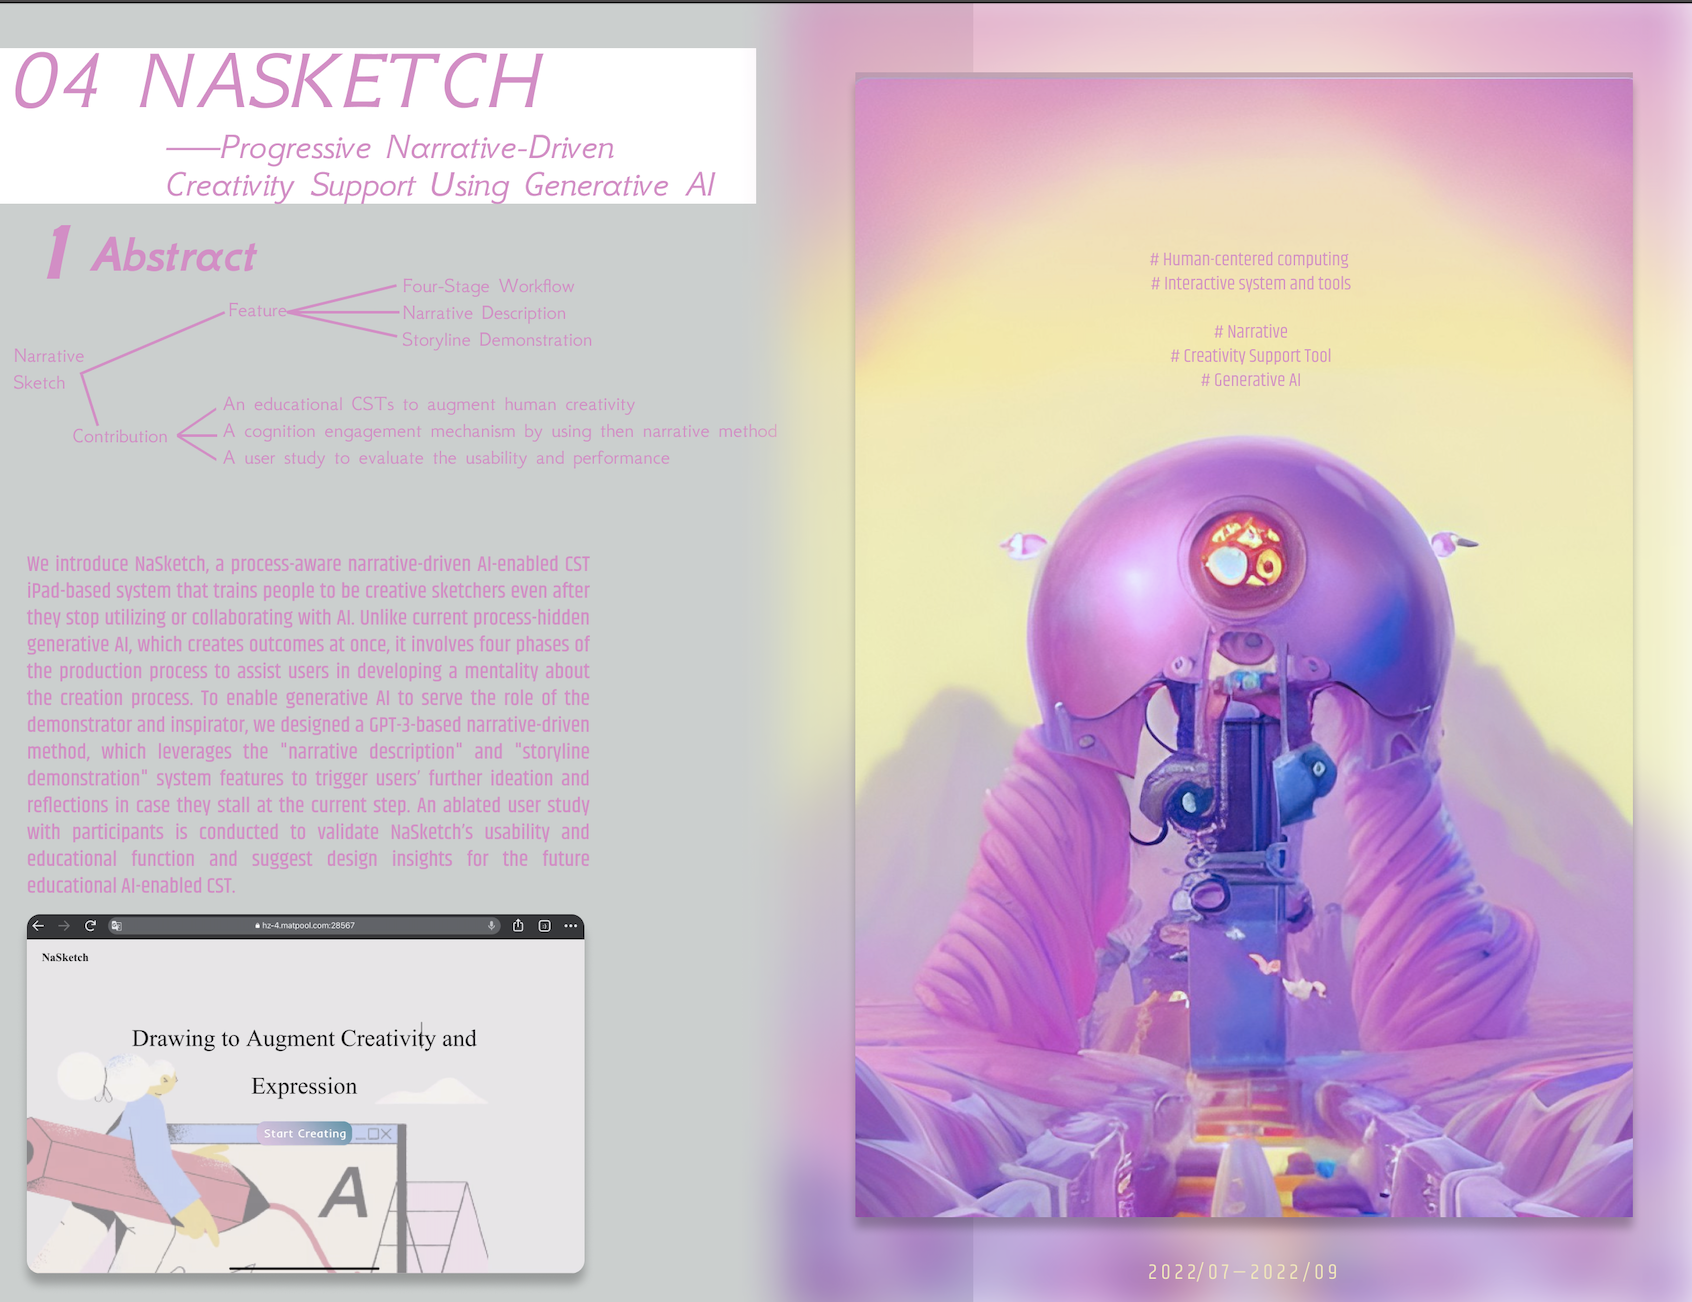 04 NASKETCH
——Progressive Narrative-Driven
Creativity Support Using Generative AI
1 Abstract
Four-Stage Workflow
Feature
Narrative Description
Storyline Demonstration
Narrative
Sketch
An educational CSTs to augment human creativity
Contribution
A cognition engagement mechanism by using then narrative method
A user study to evaluate the usability and performance
We introduce NaSketch, a process-aware narrative-driven AI-enabled CST
iPad-based system that trains people to be creative sketchers even after
they stop utilizing or collaborating with AI. Unlike current process-hidden
generative AI, which creates outcomes at once, it involves four phases of
the production process to assist users in developing a mentality about
the creation process. To enable generative AI to serve the role of the
demonstrator and inspirator, we designed a GPT-3-based narrative-driven
method, which leverages the "narrative description" and "storyline
demonstration" system features to trigger users’ further ideation and
reflections in case they stall at the current step. An ablated user study
with participants is conducted to validate NaSketch’s usability and
educational function and suggest design insights for the future
educational AI-enabled CST.
hz-4.matpool.com:28567
NaSketch
Drawing to Augment Creativity and
Expression
Start Creating
A
# Human-centered computing
# Interactive system and tools
# Narrative
# Creativity Support Tool
# Generative AI
2022/07—2022/09